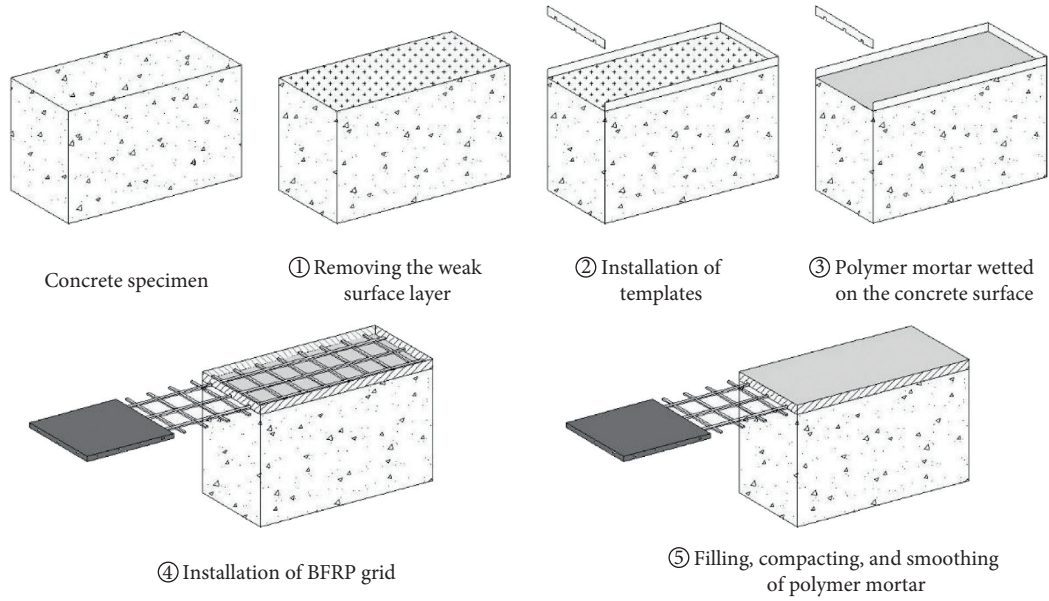 Concrete specimen
① Removing the weak
surface layer
② Installation of
templates
③ Polymer mortar wetted
on the concrete surface
④ Installation of BFRP grid
⑤ Filling, compacting, and smoothing
of polymer mortar